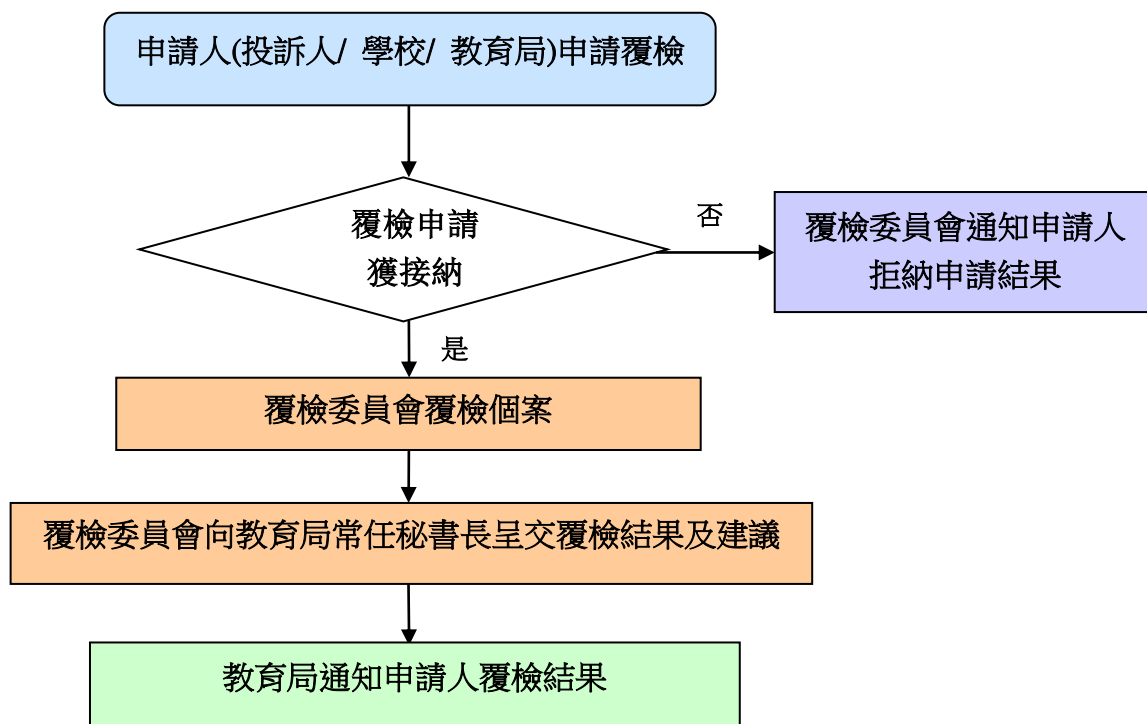 申請人(投訴人/ 學校/ 教育局)申請覆檢
覆檢申請
獲接納
否
覆檢委員會通知申請人
拒納申請結果
是
覆檢委員會覆檢個案
覆檢委員會向教育局常任秘書長呈交覆檢結果及建議
教育局通知申請人覆檢結果